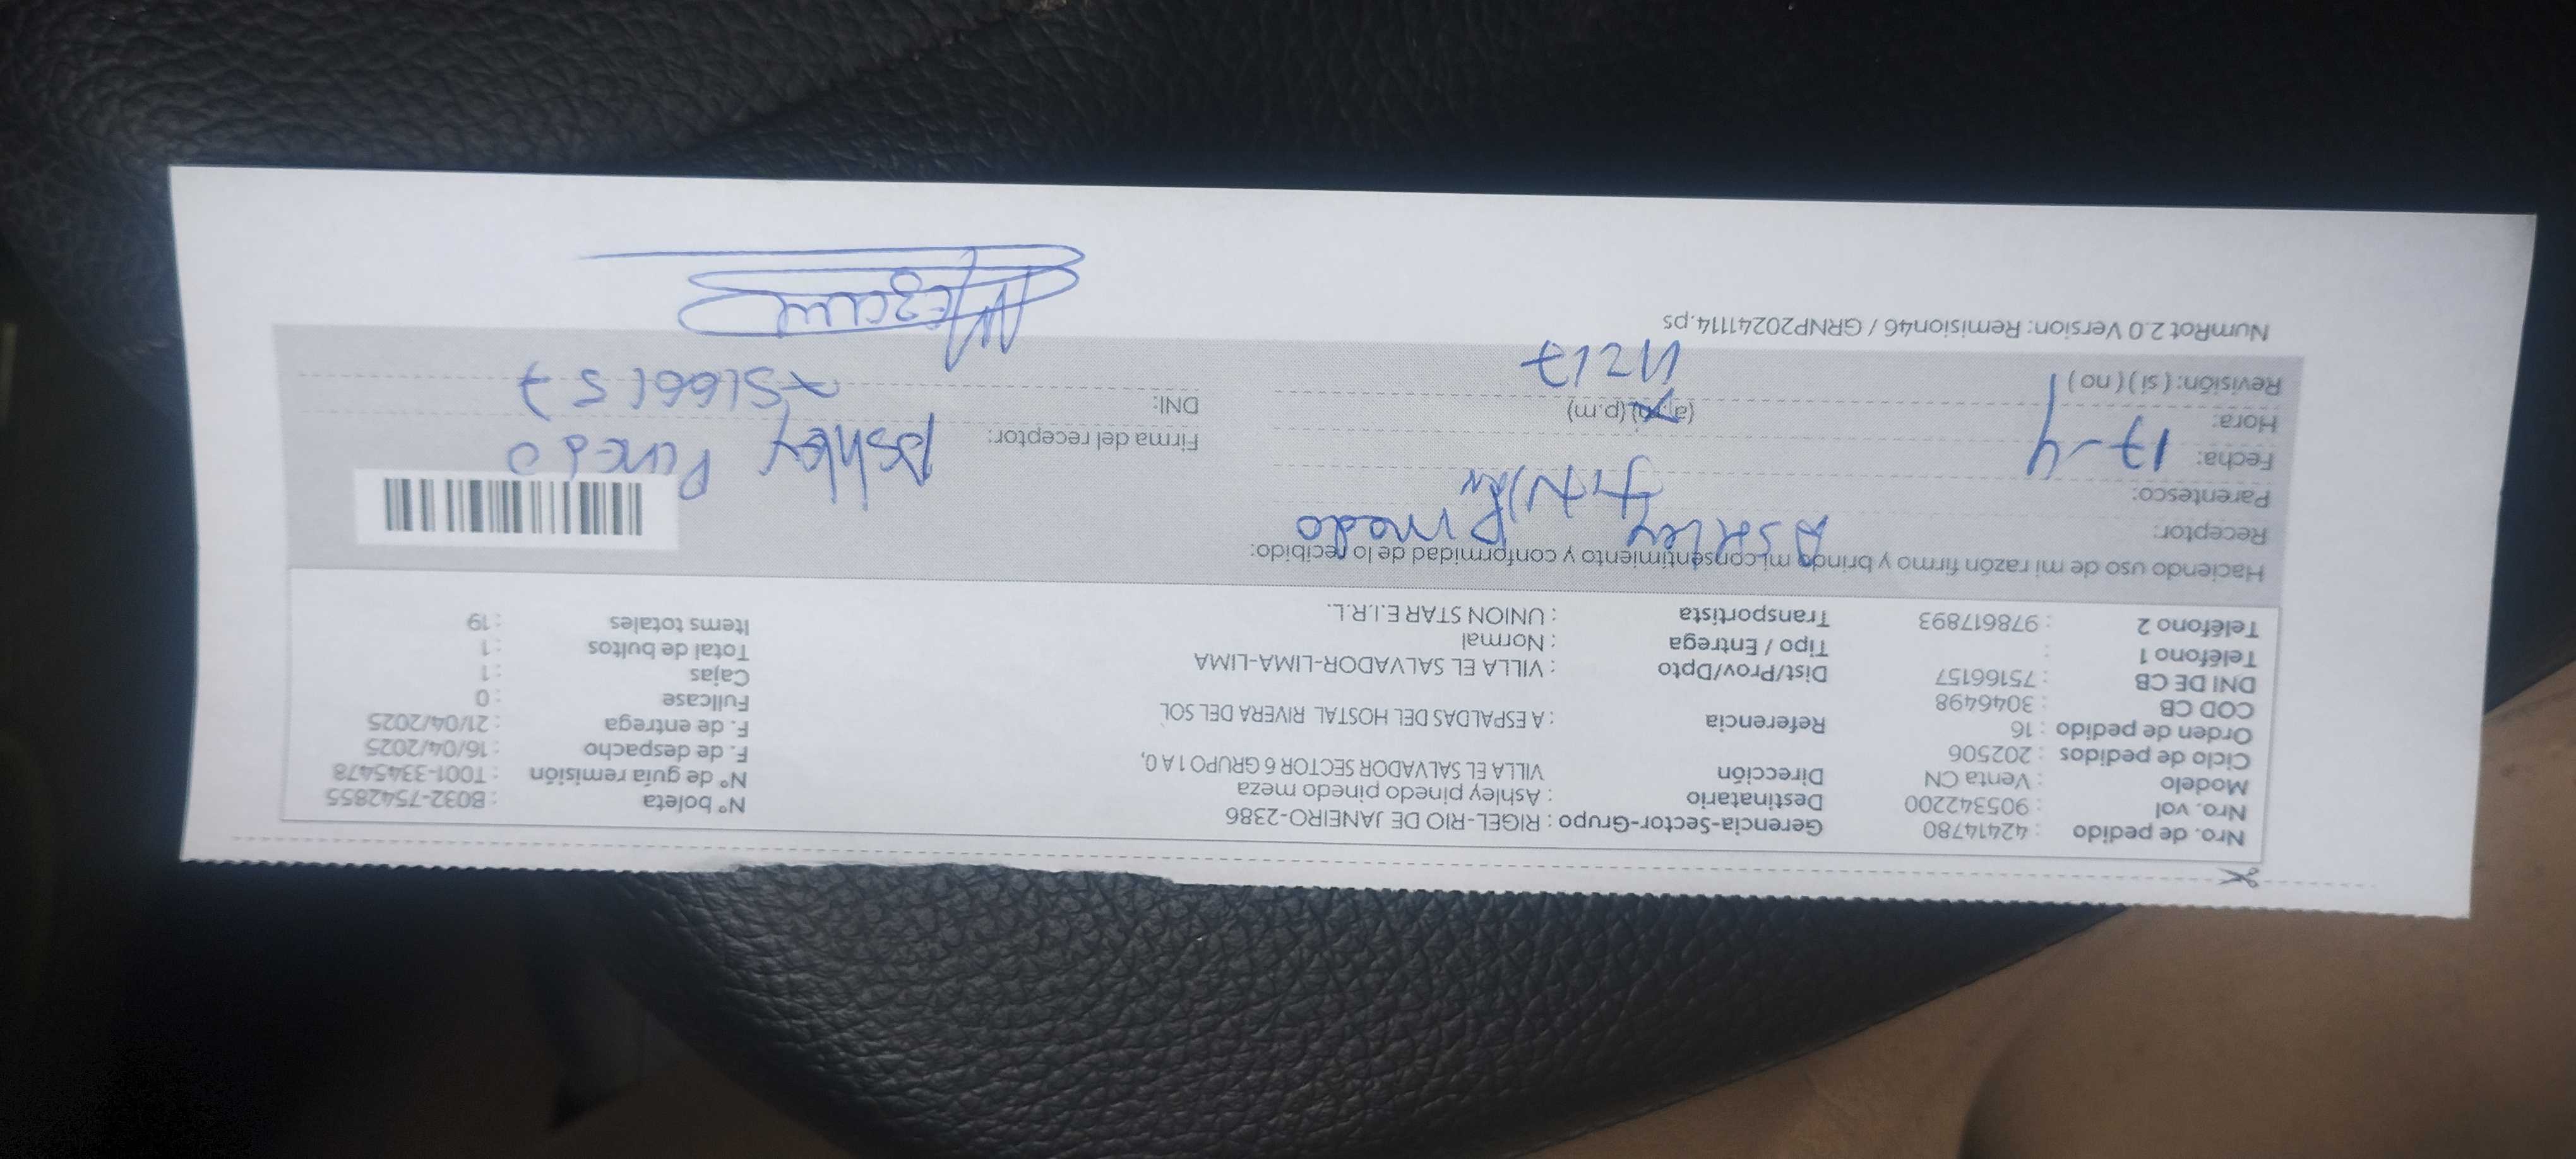 Nro. de pedido : 42414780
Nro. vol : 905342200
Modelo : Venta CN
Ciclo de pedidos : 202506
Orden de pedido : 16
COD CB : 3046498
DNI DE CB : 75166157
Teléfono 1 :
Teléfono 2 : 978617893
Gerencia-Sector-Grupo : RIGEL-RIO DE JANEIRO-2386
Destinatario : Ashley pinedo pinedo meza
Dirección VILLA EL SALVADOR SECTOR 6 GRUPO 1 A 0,
Referencia : A ESPALDAS DEL HOSTAL RIVERA DEL SOL
Dist/Prov/Dpto : VILLA EL SALVADOR-LIMA-LIMA
Tipo / Entrega : Normal
Transportista : UNION STAR E.I.R.L.
N° boleta : B032-7542855
N° de guía remisión : T001-3345478
F. de despacho : 16/04/2025
F. de entrega : 21/04/2025
Fullcase : 0
Cajas : 1
Total de bultos : 1
Items totales : 19
Haciendo uso de mi razón firmo y brindo mi consentimiento y conformidad de lo recibido:
Receptor: Ashley Pinedo
Parentesco:
Fecha: 17-4
Hora: (a.m) (p.m)
Revisión: ( si ) ( no )
Firma del receptor: Ashley Pinedo
DNI: 75166157
NumRot 2.0 Version: Remision46 / GRNP20241114.ps